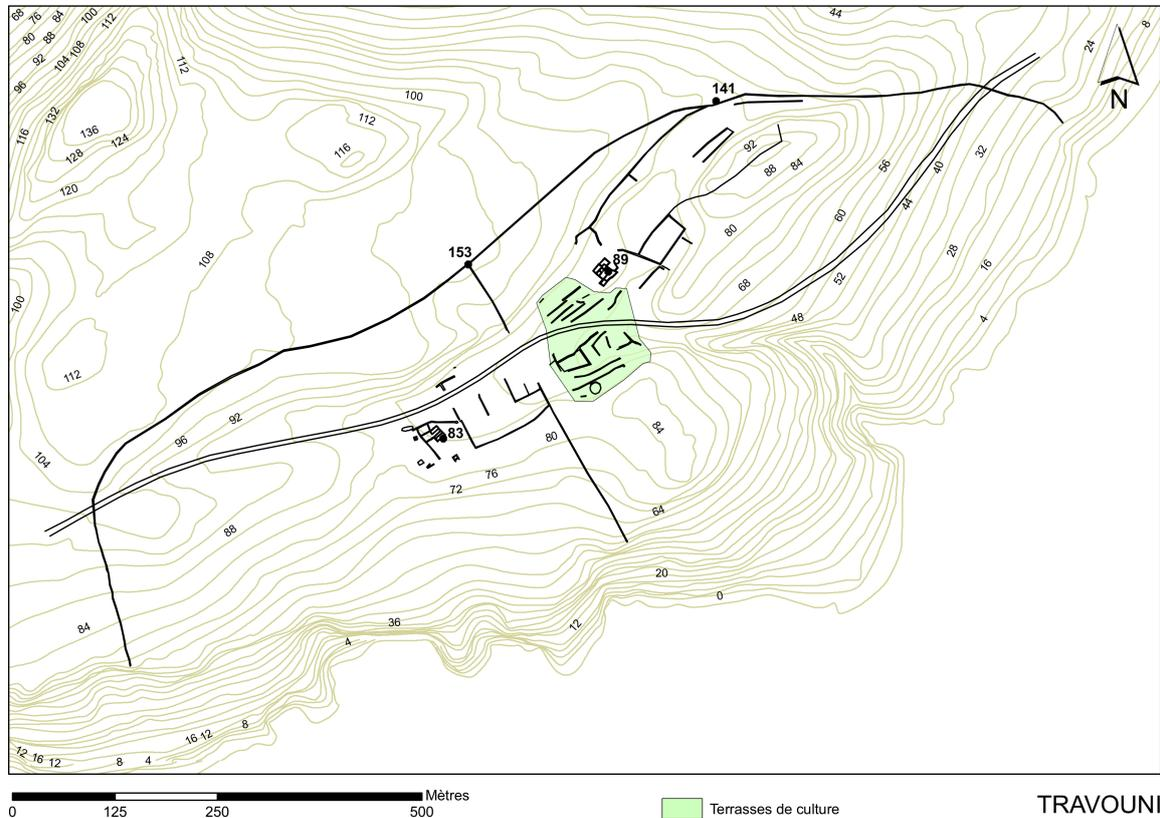 68 76 84 100 112 44 8
80 88 24
92 104 108 112
96 100 141 N
132 112
116 136 124 92
128 116 88 84 56 40 32
120
60 44
80
108 153 89 28 16
68 52
100 48 4
112
92
96 83 80 84
104 76
72 64
88
20
0
84 36 12
4
8
16 12
12 16 12 8 4
Mètres
0 125 250 500
Terrasses de culture
TRAVOUNI